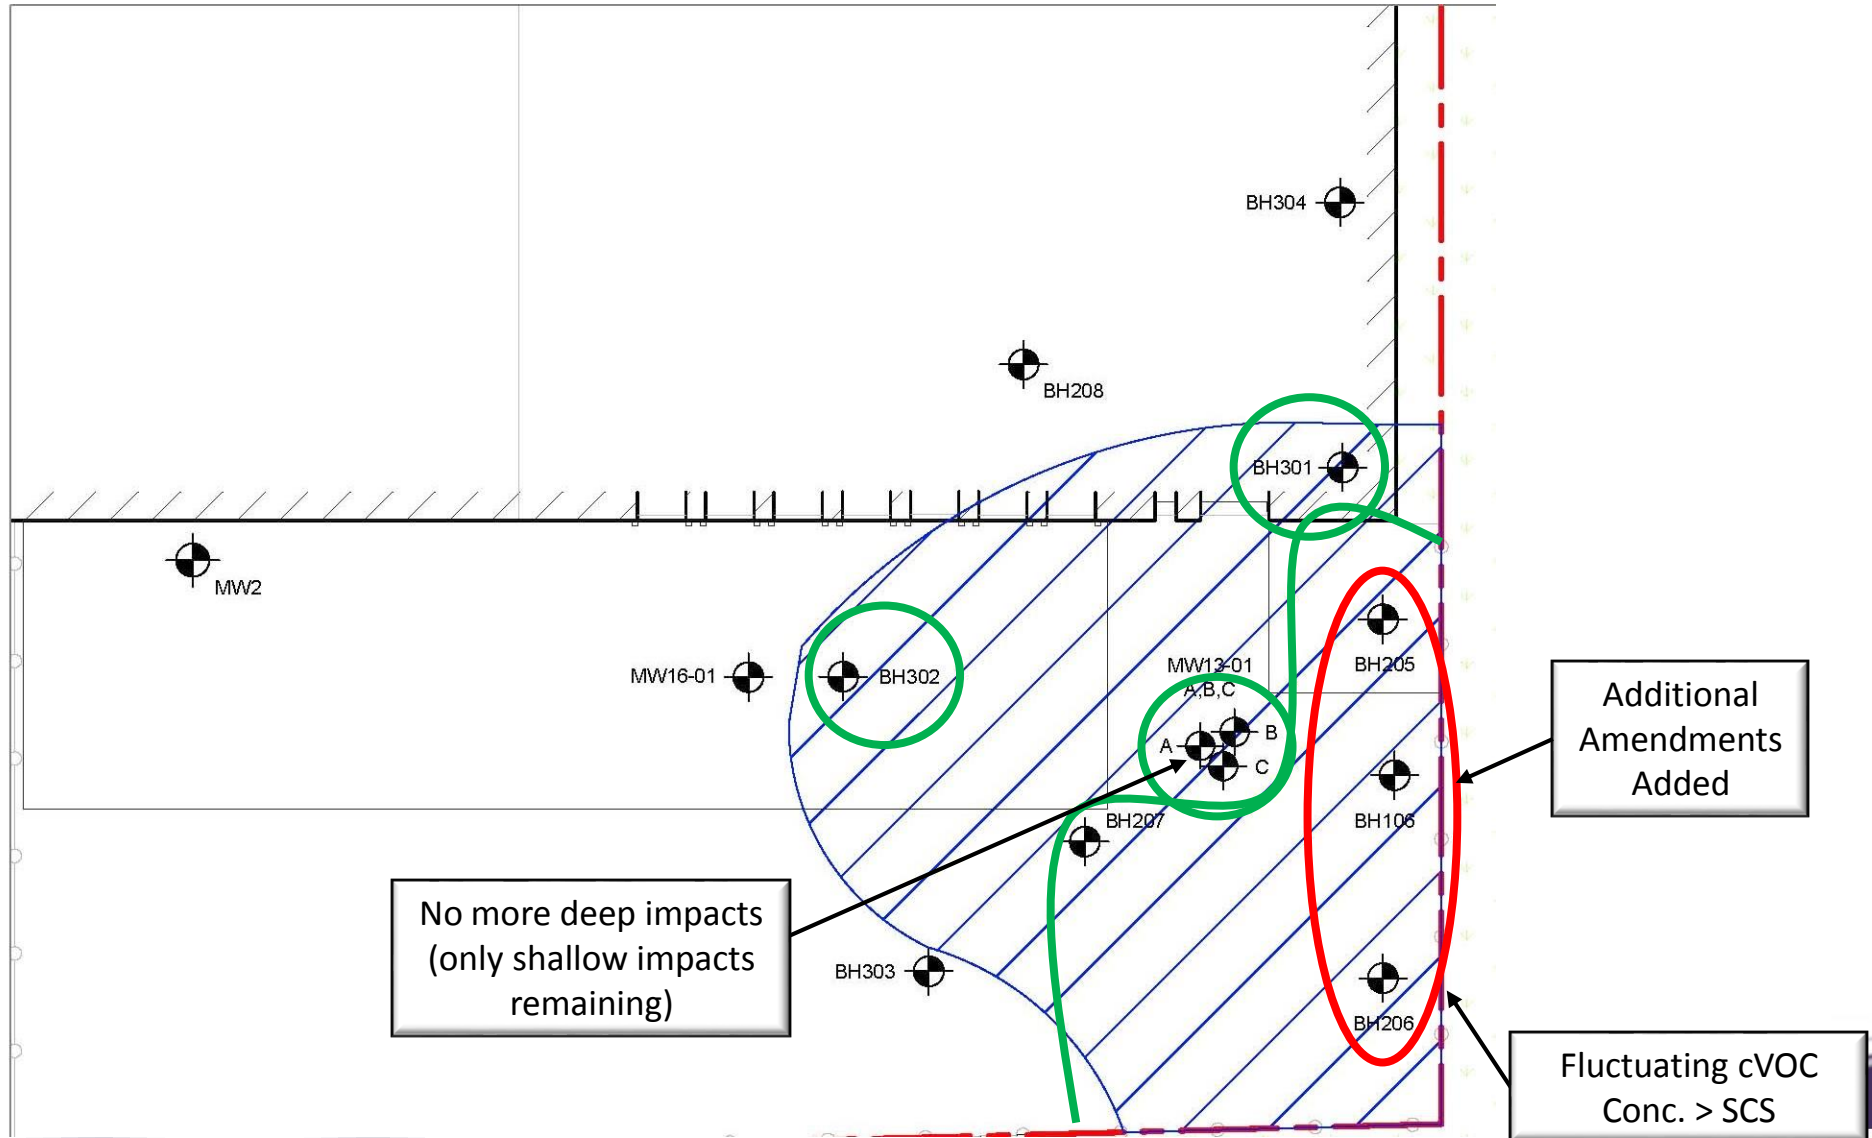 BH304
BH208
BH301
MW2
MW16-01
BH302
MW13-01
A,B,C
BH205
A
B
C
BH207
BH106
BH303
BH206
Additional
Amendments
Added
No more deep impacts
(only shallow impacts
remaining)
Fluctuating cVOC
Conc. > SCS